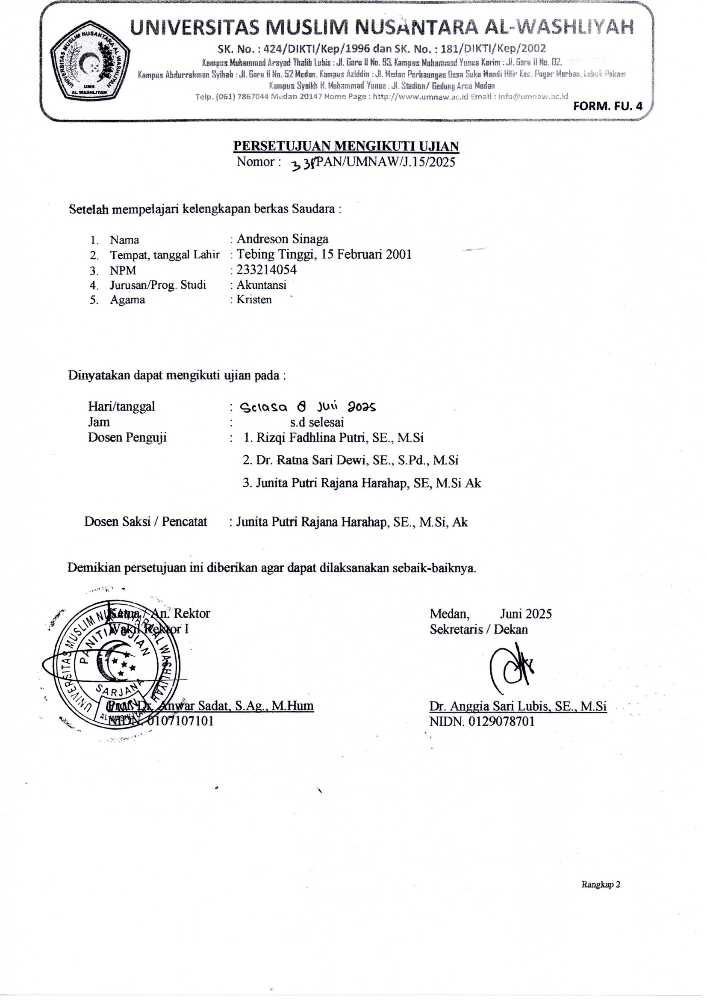 UNIVERSITAS MUSLIM NUSANTARA AL-WASHLIYAH
SK. No. : 424/DIKTI/Kep/1996 dan SK. No. : 181/DIKTI/Kep/2002
Kampus Muhammad Arsyad Thalib Lubis : Jl. Garu II No. 93, Kampus Muhammad Yunus Karim : Jl. Garu II No. 02,
Kampus Abdurrahman Syihab : Jl. Garu II No. 52 Medan, Kampus Aziddin : Jl. Medan Perbaungan Desa Suka Mandi Hilir Kec. Pagar Merbau, Lubuk Pakam
Kampus Syeikh H. Muhammad Yunus , Jl. Stadion/ Gedung Arca Medan
Telp. (061) 7867044 Medan 20147 Home Page : http://www.umnaw.ac.id Email : info@umnaw.ac.id
FORM. FU. 4
UNIVERSITAS MUSLIM NUSANTARA AL WASHLIYAH
UMN
AL WASHLIYAH
PERSETUJUAN MENGIKUTI UJIAN
Nomor : /PAN/UMNAW/J.15/2025
Setelah mempelajari kelengkapan berkas Saudara :
1. Nama : Andreson Sinaga
2. Tempat, tanggal Lahir : Tebing Tinggi, 15 Februari 2001
3. NPM : 233214054
4. Jurusan/Prog. Studi : Akuntansi
5. Agama : Kristen
Dinyatakan dapat mengikuti ujian pada :
Hari/tanggal : Selasa 8 Juli 2025
Jam : s.d selesai
Dosen Penguji : 1. Rizqi Fadhlina Putri, SE., M.Si
2. Dr. Ratna Sari Dewi, SE., S.Pd., M.Si
3. Junita Putri Rajana Harahap, SE, M.Si Ak
Dosen Saksi / Pencatat : Junita Putri Rajana Harahap, SE., M.Si, Ak
Demikian persetujuan ini diberikan agar dapat dilaksanakan sebaik-baiknya.
Ketua / An. Rektor
Wakil Rektor I
Medan, Juni 2025
Sekretaris / Dekan
UNIVERSITAS MUSLIM NUSANTARA AL WASHLIYAH
PANITIA UJIAN
SARJANA
UMN
AL WASHLIYAH
Prof. Dr. Anwar Sadat, S.Ag., M.Hum
NIDN. 0107107101
Dr. Anggia Sari Lubis, SE., M.Si
NIDN. 0129078701
Rangkap 2